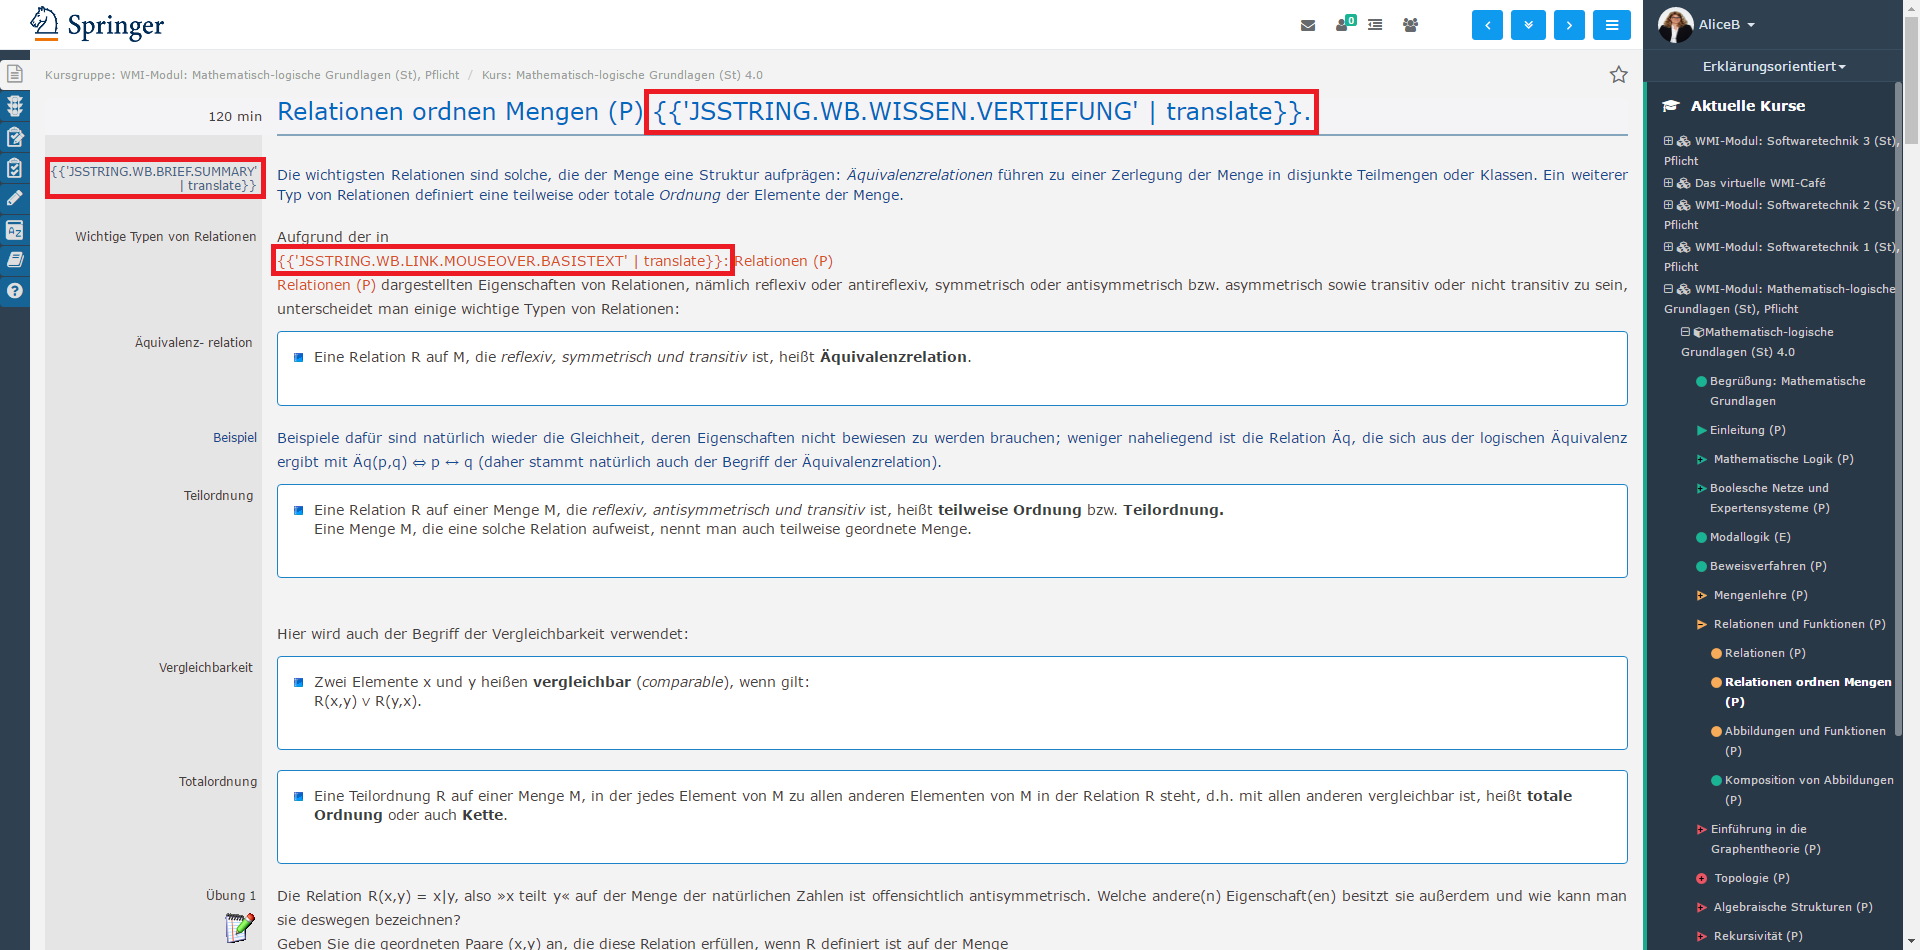 Springer
0
AliceB
Erklärungsorientiert
Kursgruppe: WMI-Modul: Mathematisch-logische Grundlagen (St), Pflicht / Kurs: Mathematisch-logische Grundlagen (St) 4.0
120 min
Relationen ordnen Mengen (P) {{'JSSTRING.WB.WISSEN.VERTIEFUNG' | translate}}.
{{'JSSTRING.WB.BRIEF.SUMMARY'
| translate}}
Die wichtigsten Relationen sind solche, die der Menge eine Struktur aufprägen: Äquivalenzrelationen führen zu einer Zerlegung der Menge in disjunkte Teilmengen oder Klassen. Ein weiterer
Typ von Relationen definiert eine teilweise oder totale Ordnung der Elemente der Menge.
Wichtige Typen von Relationen
Aufgrund der in
{{'JSSTRING.WB.LINK.MOUSEOVER.BASISTEXT' | translate}}: Relationen (P)
Relationen (P) dargestellten Eigenschaften von Relationen, nämlich reflexiv oder antireflexiv, symmetrisch oder antisymmetrisch bzw. asymmetrisch sowie transitiv oder nicht transitiv zu sein,
unterscheidet man einige wichtige Typen von Relationen:
Äquivalenz- relation
Eine Relation R auf M, die reflexiv, symmetrisch und transitiv ist, heißt Äquivalenzrelation.
Beispiel
Beispiele dafür sind natürlich wieder die Gleichheit, deren Eigenschaften nicht bewiesen zu werden brauchen; weniger naheliegend ist die Relation Äq, die sich aus der logischen Äquivalenz
ergibt mit Äq(p,q) ⇔ p ↔ q (daher stammt natürlich auch der Begriff der Äquivalenzrelation).
Teilordnung
Eine Relation R auf einer Menge M, die reflexiv, antisymmetrisch und transitiv ist, heißt teilweise Ordnung bzw. Teilordnung.
Eine Menge M, die eine solche Relation aufweist, nennt man auch teilweise geordnete Menge.
Hier wird auch der Begriff der Vergleichbarkeit verwendet:
Vergleichbarkeit
Zwei Elemente x und y heißen vergleichbar (comparable), wenn gilt:
R(x,y) ∨ R(y,x).
Totalordnung
Eine Teilordnung R auf einer Menge M, in der jedes Element von M zu allen anderen Elementen von M in der Relation R steht, d.h. mit allen anderen vergleichbar ist, heißt totale
Ordnung oder auch Kette.
Übung 1
Die Relation R(x,y) = x|y, also »x teilt y« auf der Menge der natürlichen Zahlen ist offensichtlich antisymmetrisch. Welche andere(n) Eigenschaft(en) besitzt sie außerdem und wie kann man
sie deswegen bezeichnen?
Geben Sie die geordneten Paare (x,y) an, die diese Relation erfüllen, wenn R definiert ist auf der Menge
Aktuelle Kurse
WMI-Modul: Softwaretechnik 3 (St),
Pflicht
Das virtuelle WMI-Café
WMI-Modul: Softwaretechnik 2 (St),
Pflicht
WMI-Modul: Softwaretechnik 1 (St),
Pflicht
WMI-Modul: Mathematisch-logische
Grundlagen (St), Pflicht
Mathematisch-logische
Grundlagen (St) 4.0
Begrüßung: Mathematische
Grundlagen
Einleitung (P)
Mathematische Logik (P)
Boolesche Netze und
Expertensysteme (P)
Modallogik (E)
Beweisverfahren (P)
Mengenlehre (P)
Relationen und Funktionen (P)
Relationen (P)
Relationen ordnen Mengen
(P)
Abbildungen und Funktionen
(P)
Komposition von Abbildungen
(P)
Einführung in die
Graphentheorie (P)
Topologie (P)
Algebraische Strukturen (P)
Rekursivität (P)